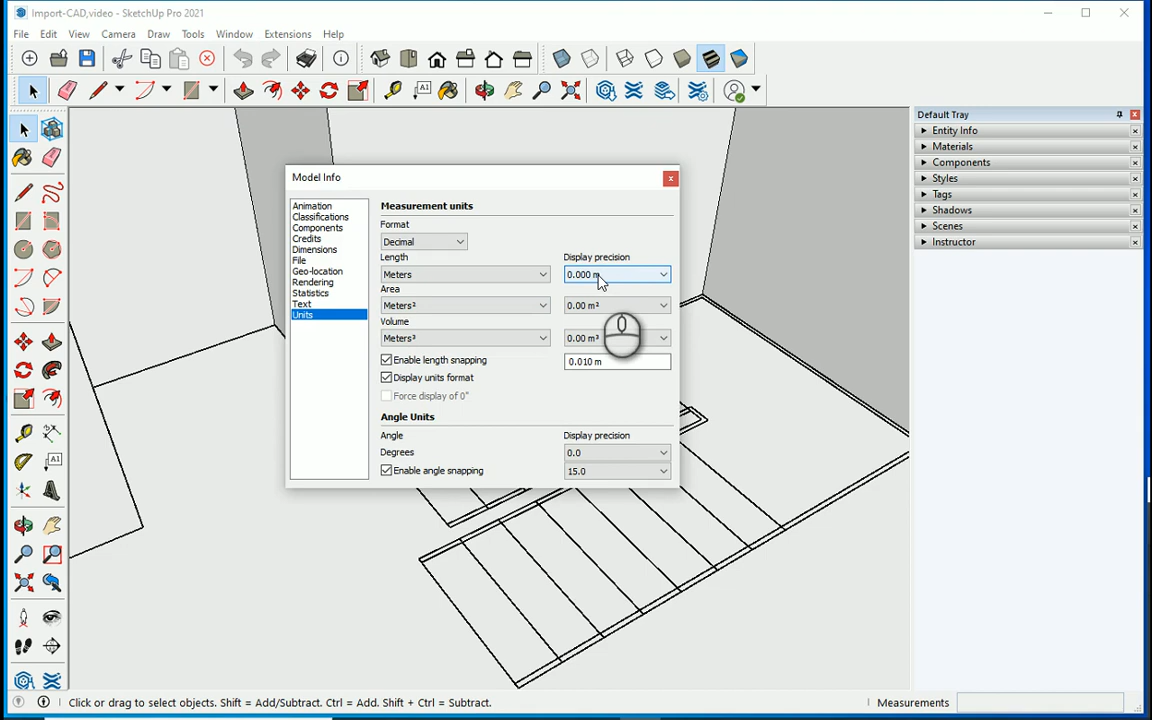 Import-CAD,video - SketchUp Pro 2021
File Edit View Camera Draw Tools Window Extensions Help
A1
Default Tray
Entity Info
Materials
Components
Styles
Tags
Shadows
Scenes
Instructor
Model Info
Animation
Classifications
Components
Credits
Dimensions
File
Geo-location
Rendering
Statistics
Text
Units
Measurement units
Format
Decimal
Length Display precision
Meters 0.000 m
Area
Meters² 0.00 m²
Volume
Meters³ 0.00 m³
Enable length snapping 0.010 m
Display units format
Force display of 0"
Angle Units
Angle Display precision
Degrees 0.0
Enable angle snapping 15.0
A1
Click or drag to select objects. Shift = Add/Subtract. Ctrl = Add. Shift + Ctrl = Subtract. Measurements